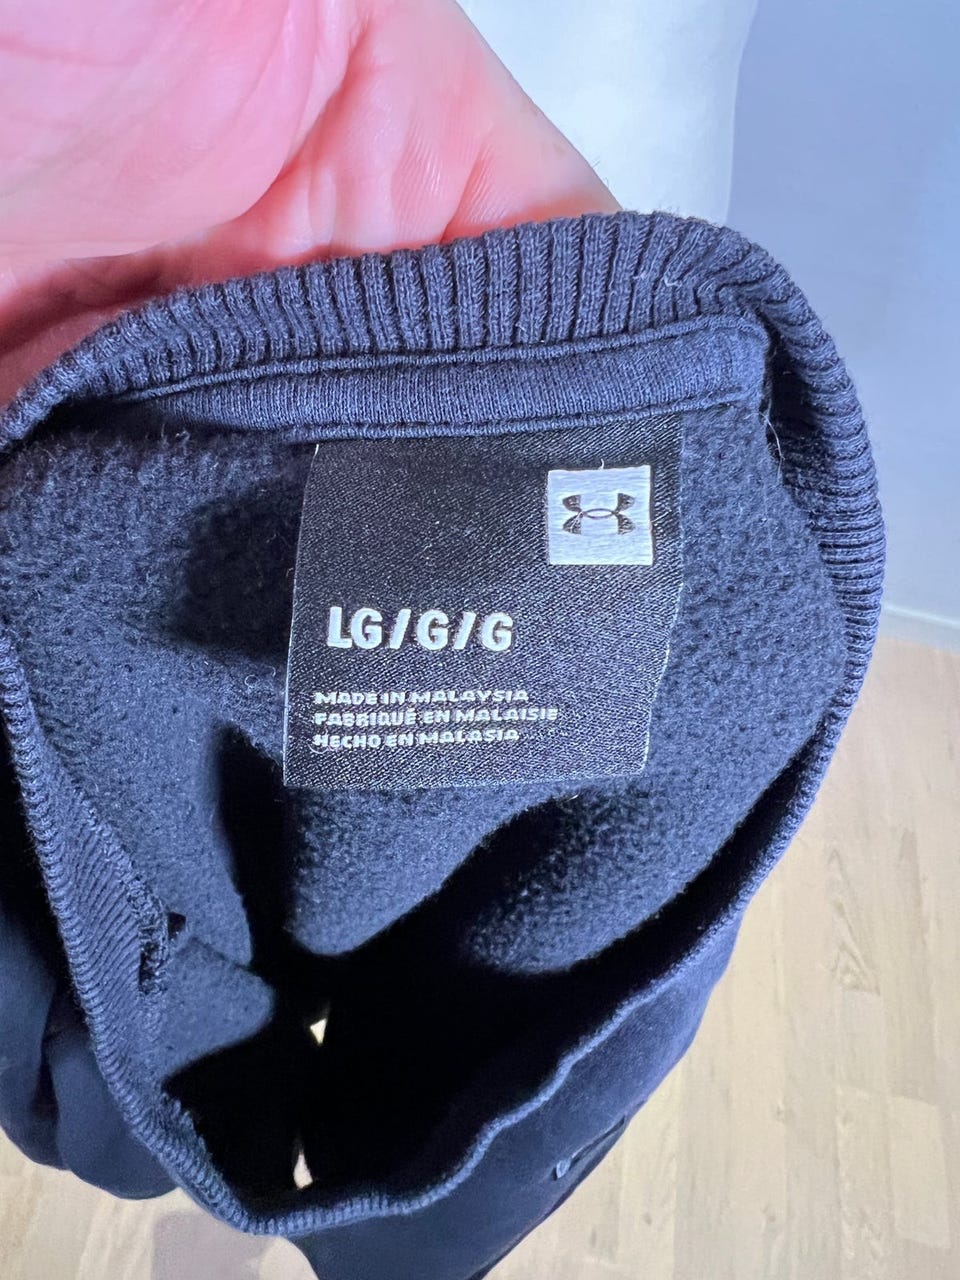 LG/G/G
MADE IN MALAYSIA
FABRIQUÉ EN MALAISIE
HECHO EN MALASIA